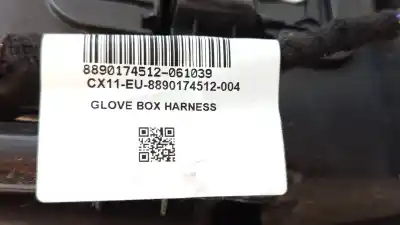 8890174512-061039
CX11-EU-8890174512-004
GLOVE BOX HARNESS